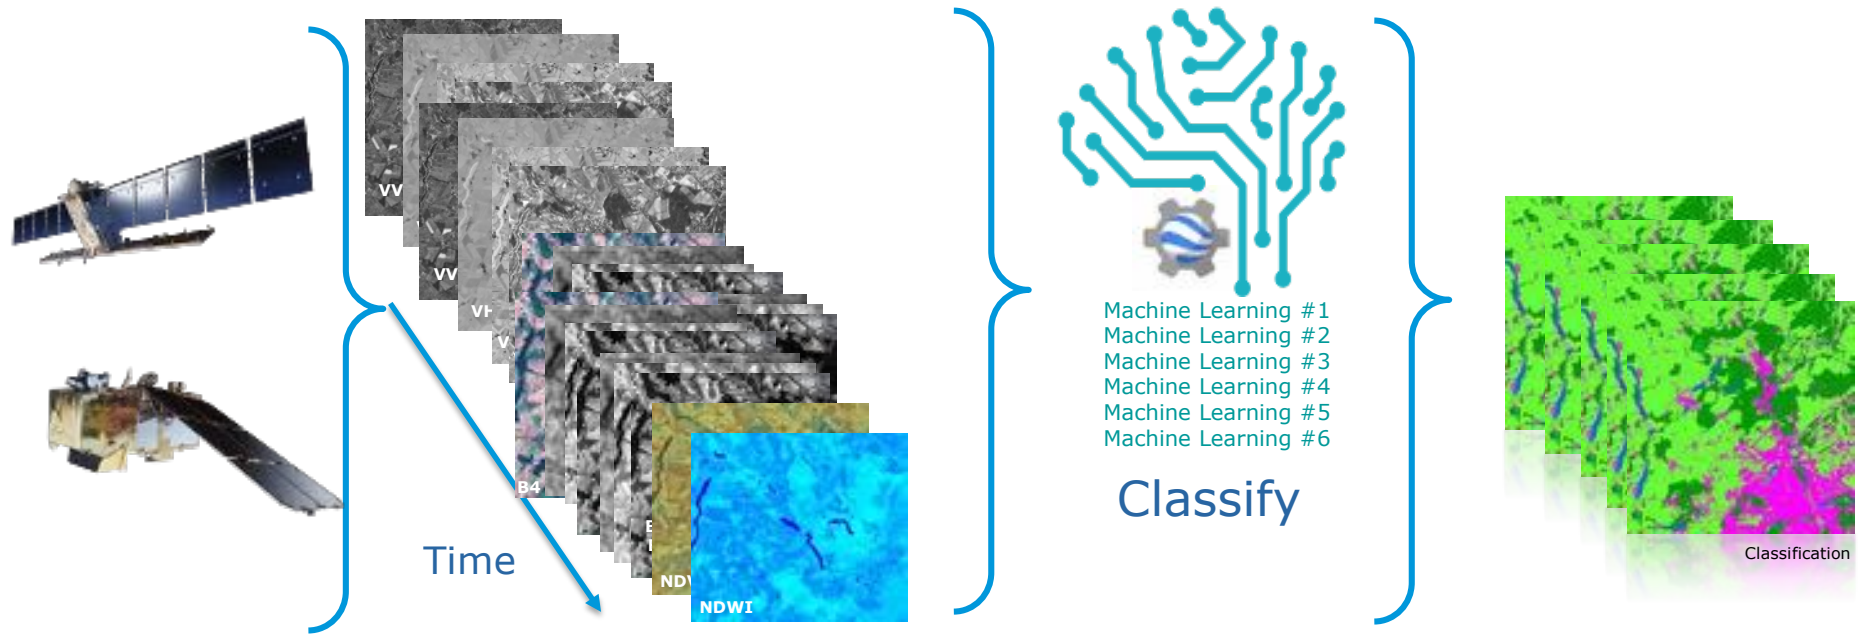 VV
VV
VH
V
B4
NDV
NDWI
Time
Machine Learning #1
Machine Learning #2
Machine Learning #3
Machine Learning #4
Machine Learning #5
Machine Learning #6
Classify
Classification